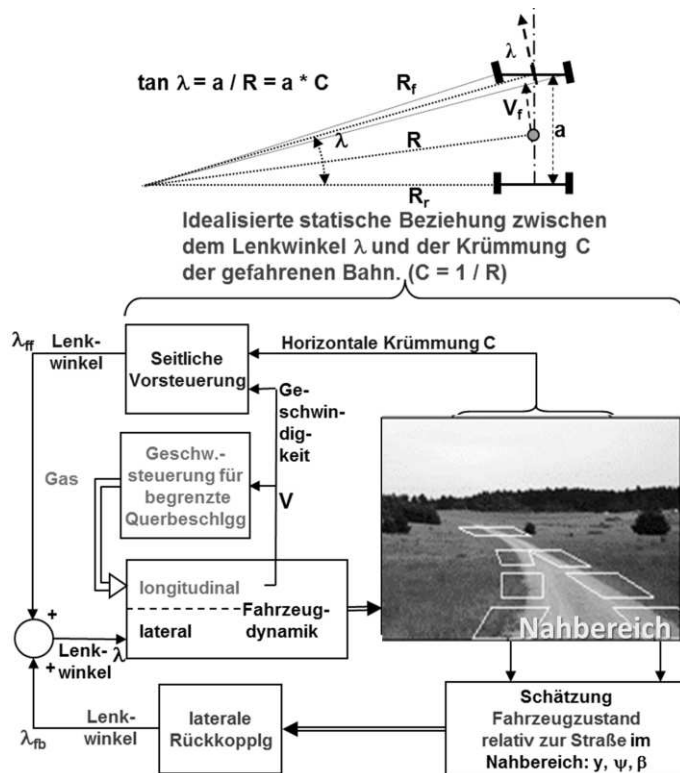 λ
tan λ = a / R = a * C
R_f
V_f
a
λ
R
R_r
Idealisierte statische Beziehung zwischen
dem Lenkwinkel λ und der Krümmung C
der gefahrenen Bahn. (C = 1 / R)
λ_ff
Lenk-
winkel
Seitliche
Vorsteuerung
Horizontale Krümmung C
Ge-
schwin-
dig-
keit
Geschw.-
steuerung für
begrenzte
Querbeschlgg
Gas
V
longitudinal
Fahrzeug-
lateral
dynamik
Nahbereich
+
+
Lenk-
winkel
λ
λ_fb
Lenk-
winkel
laterale
Rückkopplg
Schätzung
Fahrzeugzustand
relativ zur Straße im
Nahbereich: y, ψ, β